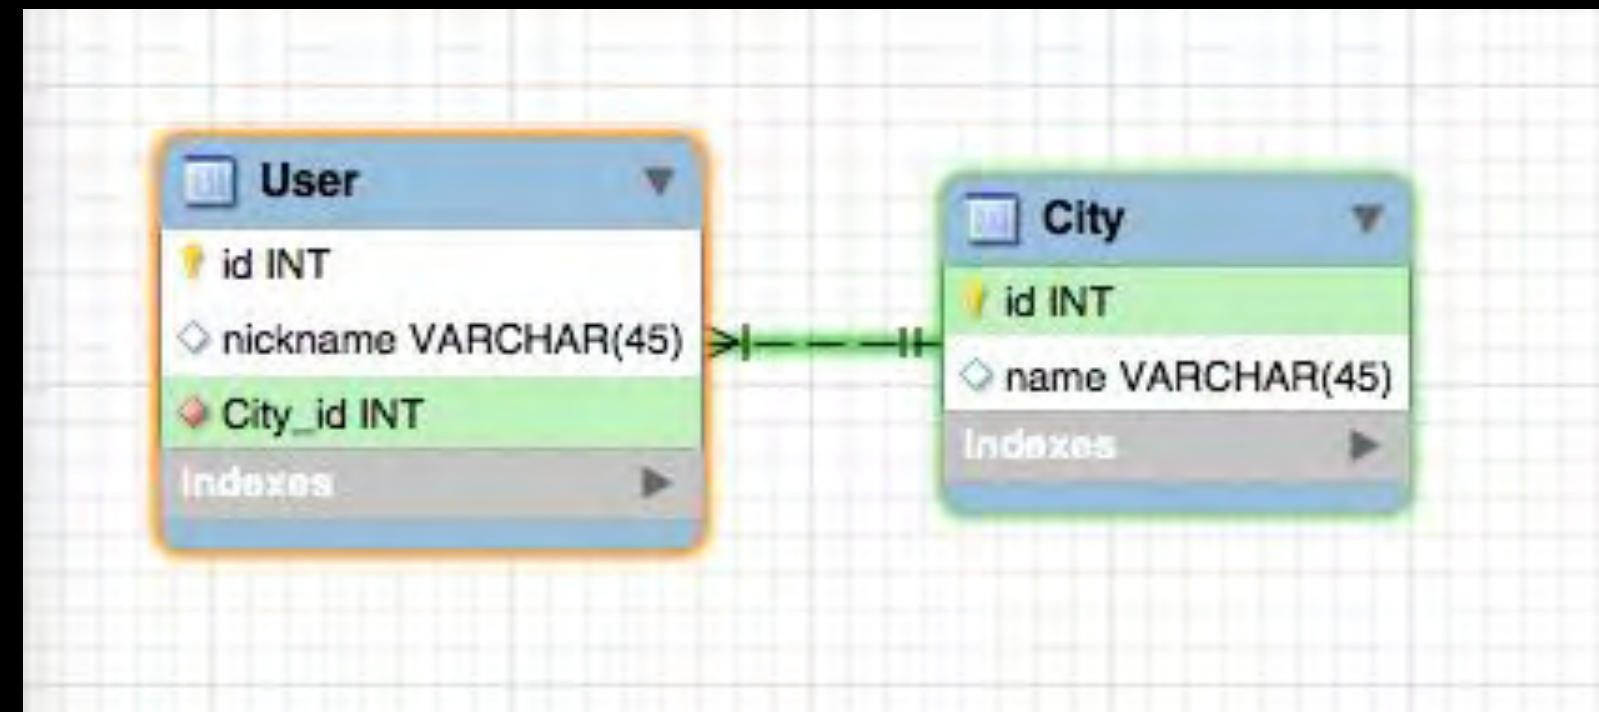 User
id INT
nickname VARCHAR(45)
City_id INT
Indexes
City
id INT
name VARCHAR(45)
Indexes